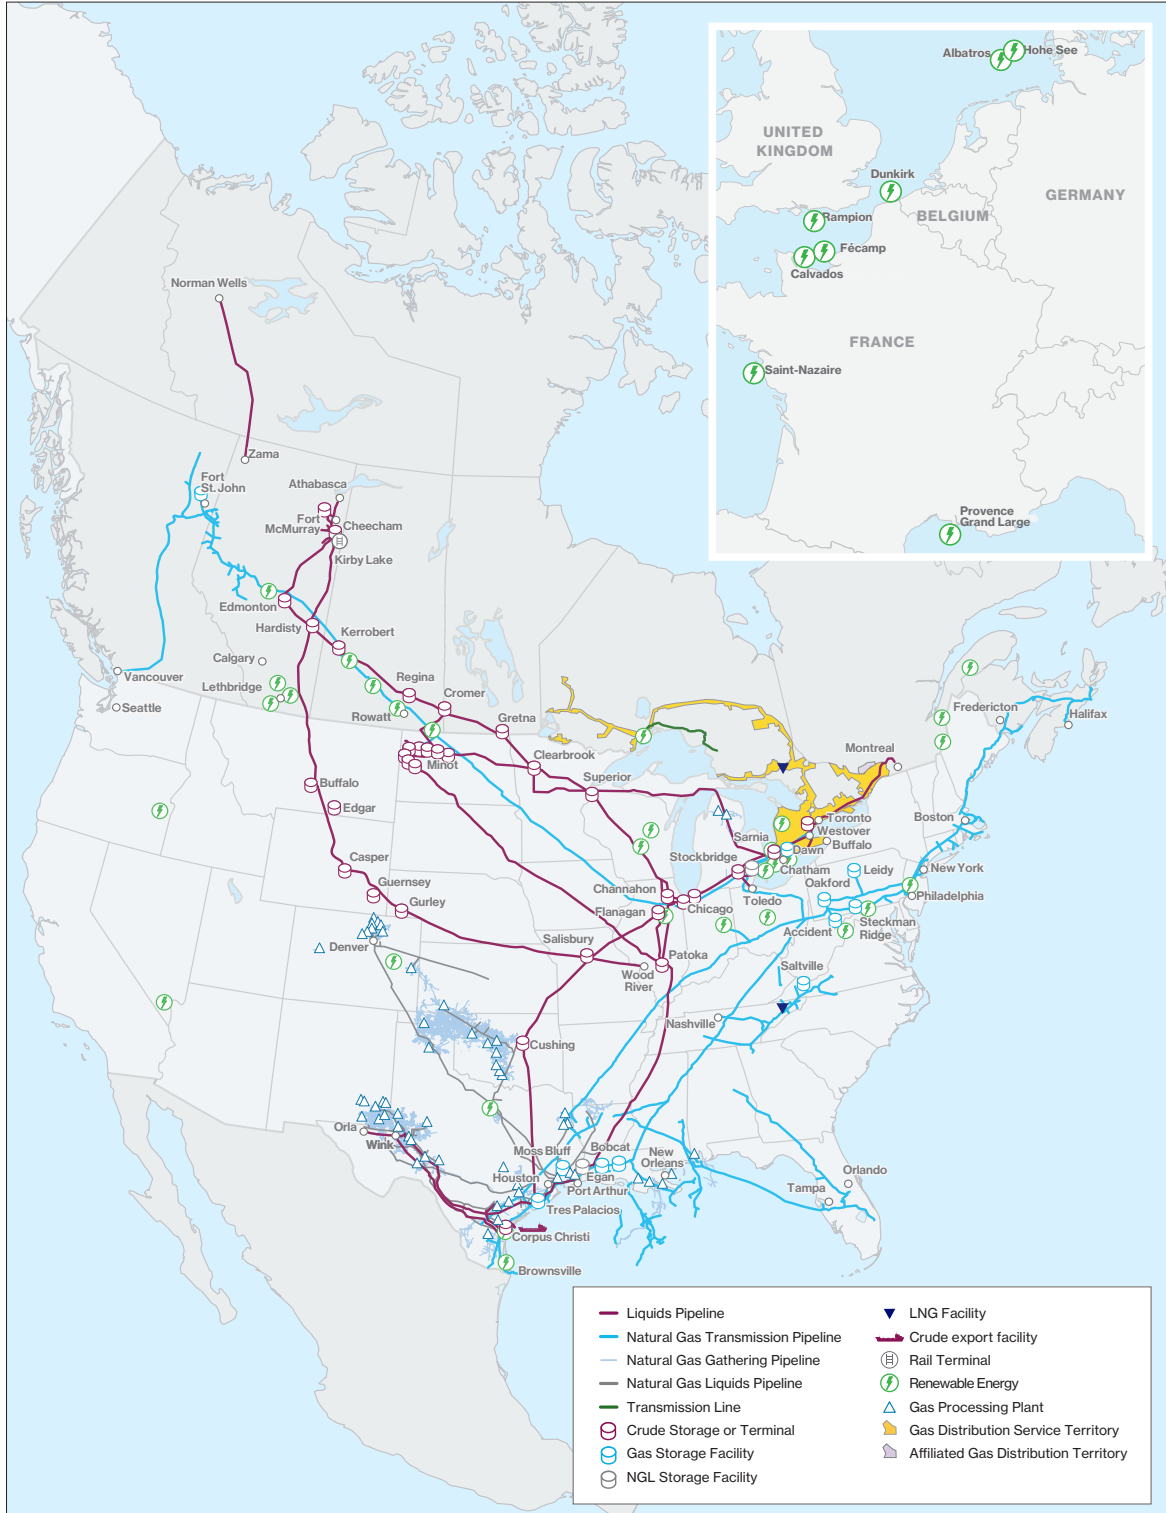 Albatros
Hohe See
UNITED
KINGDOM
Dunkirk
GERMANY
BELGIUM
Rampion
Fécamp
Calvados
FRANCE
Saint-Nazaire
Provence
Grand Large
Norman Wells
Zama
Fort
St. John
Athabasca
Fort
McMurray
Cheecham
Kirby Lake
Edmonton
Hardisty
Kerrobert
Calgary
Vancouver
Lethbridge
Regina
Cromer
Seattle
Rowatt
Gretna
Fredericton
Halifax
Minot
Clearbrook
Montreal
Superior
Buffalo
Edgar
Toronto
Westover
Boston
Sarnia
Buffalo
Dawn
Stockbridge
Chatham
Casper
Leidy
New York
Oakford
Guernsey
Channahon
Toledo
Philadelphia
Gurley
Flanagan
Chicago
Accident
Steckman
Ridge
Denver
Salisbury
Patoka
Wood
River
Saltville
Nashville
Cushing
Orla
Wink
Moss Bluff
Bobcat
New
Orleans
Houston
Egan
Port Arthur
Orlando
Tampa
Tres Palacios
Corpus Christi
Brownsville
Liquids Pipeline
Natural Gas Transmission Pipeline
Natural Gas Gathering Pipeline
Natural Gas Liquids Pipeline
Transmission Line
Crude Storage or Terminal
Gas Storage Facility
NGL Storage Facility
LNG Facility
Crude export facility
Rail Terminal
Renewable Energy
Gas Processing Plant
Gas Distribution Service Territory
Affiliated Gas Distribution Territory